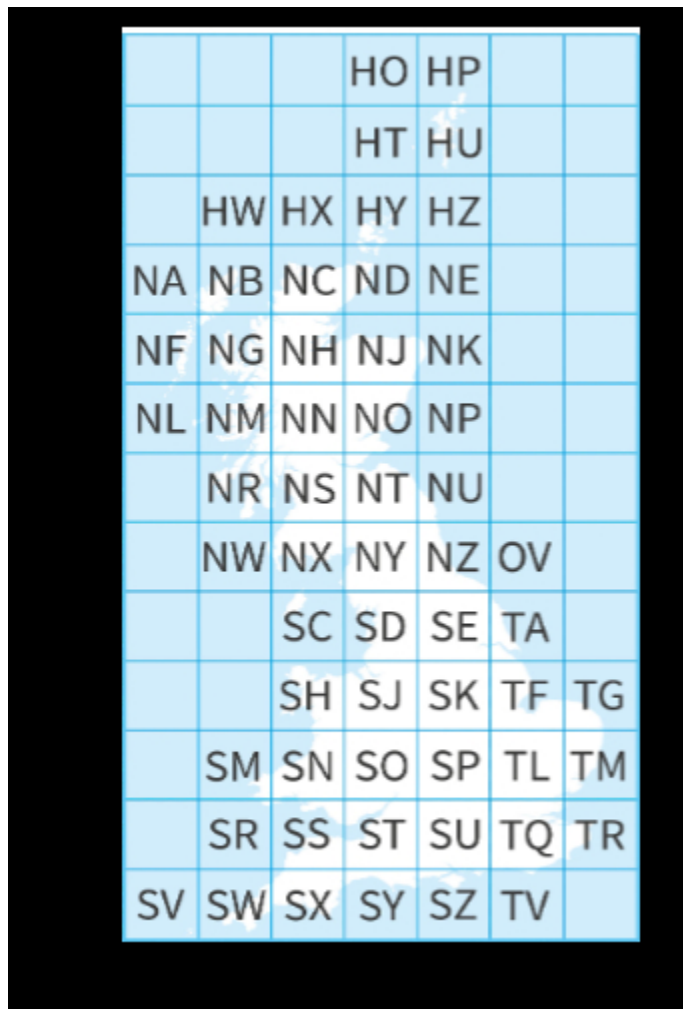 HO HP
HT HU
HW HX HY HZ
NA NB NC ND NE
NF NG NH NJ NK
NL NM NN NO NP
NR NS NT NU
NW NX NY NZ OV
SC SD SE TA
SH SJ SK TF TG
SM SN SO SP TL TM
SR SS ST SU TQ TR
SV SW SX SY SZ TV